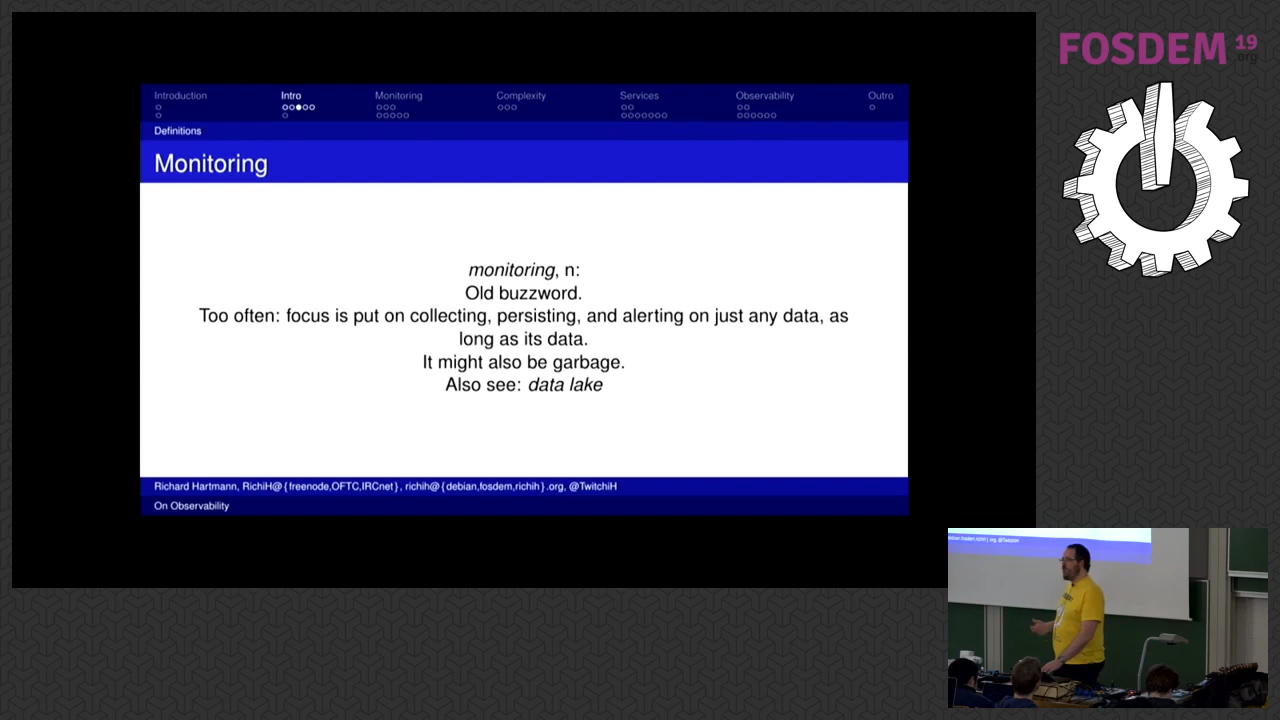 FOSDEM 19
.org
Introduction Intro Monitoring Complexity Services Observability Outro
Definitions
Monitoring
monitoring, n:
Old buzzword.
Too often: focus is put on collecting, persisting, and alerting on just any data, as
long as its data.
It might also be garbage.
Also see: data lake
Richard Hartmann, RichiH@{freenode,OFTC,IRCnet}, richih@{debian,fosdem,richih}.org, @TwitchiH
On Observability